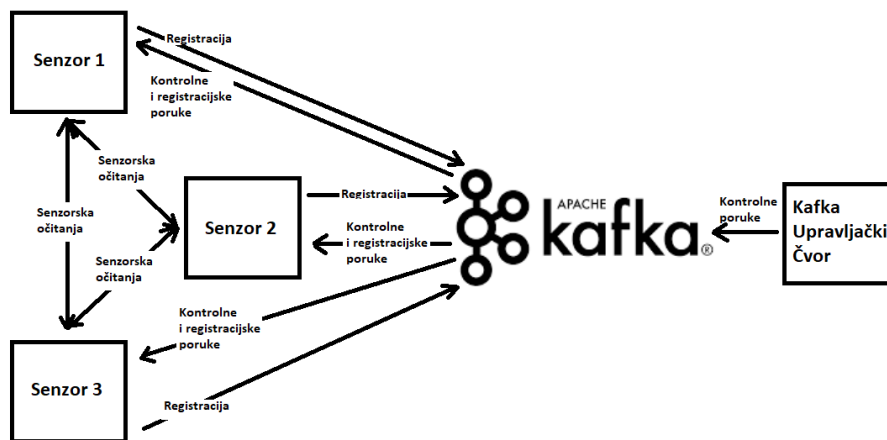 Senzor 1
Registracija
Kontrolne
i registracijske
poruke
Senzorska
očitanja
Senzorska
očitanja
Senzor 2
Registracija
Kontrolne
i registracijske
poruke
APACHE
kafka®
Kontrolne
poruke
Kafka
Upravljački
Čvor
Senzorska
očitanja
Kontrolne
i registracijske
poruke
Senzor 3
Registracija